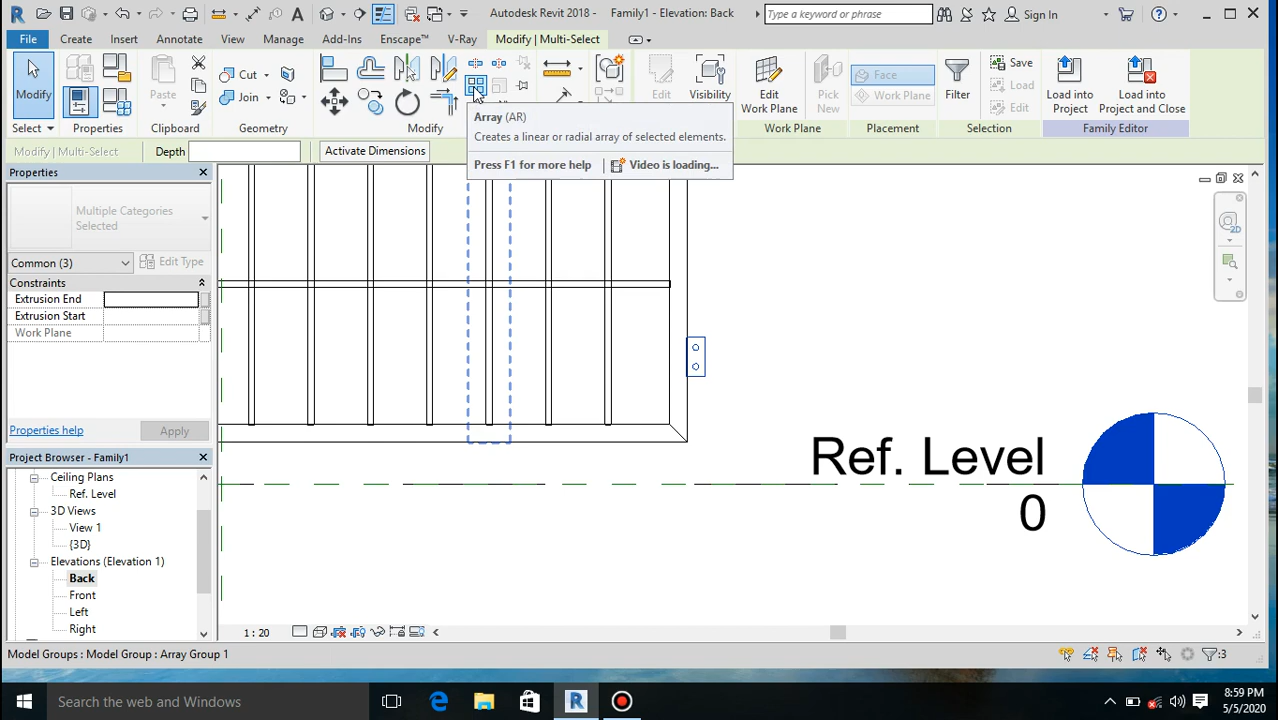 Autodesk Revit 2018 - Family1 - Elevation: Back
Type a keyword or phrase
Sign In
File Create Insert Annotate View Manage Add-Ins Enscape™ V-Ray Modify | Multi-Select
Modify
Paste
Cut
Join
Edit
Visibility
Edit
Work Plane
Pick
New
Face
Work Plane
Filter
Save
Load
Edit
Load into
Project
Load into
Project and Close
Select
Properties
Clipboard
Geometry
Modify
Work Plane
Placement
Selection
Family Editor
Array (AR)
Creates a linear or radial array of selected elements.
Press F1 for more help
Video is loading...
Modify | Multi-Select
Depth
Activate Dimensions
Properties
Multiple Categories
Selected
Common (3)
Edit Type
Constraints
Extrusion End
Extrusion Start
Work Plane
Properties help
Apply
Project Browser - Family1
Ceiling Plans
Ref. Level
3D Views
View 1
{3D}
Elevations (Elevation 1)
Back
Front
Left
Right
2D
Ref. Level
0
1 : 20
Model Groups : Model Group : Array Group 1
:3
Search the web and Windows
8:59 PM
5/5/2020